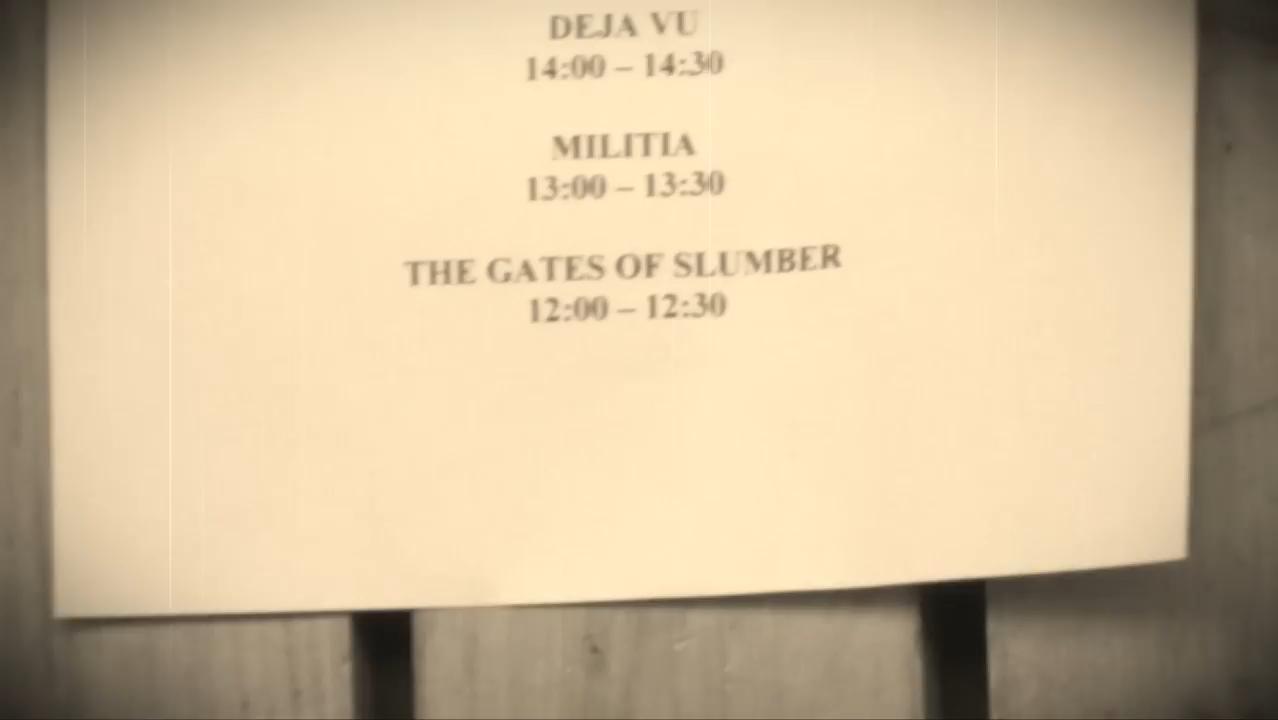 DEJA VU
14:00 – 14:30
MILITIA
13:00 – 13:30
THE GATES OF SLUMBER
12:00 – 12:30